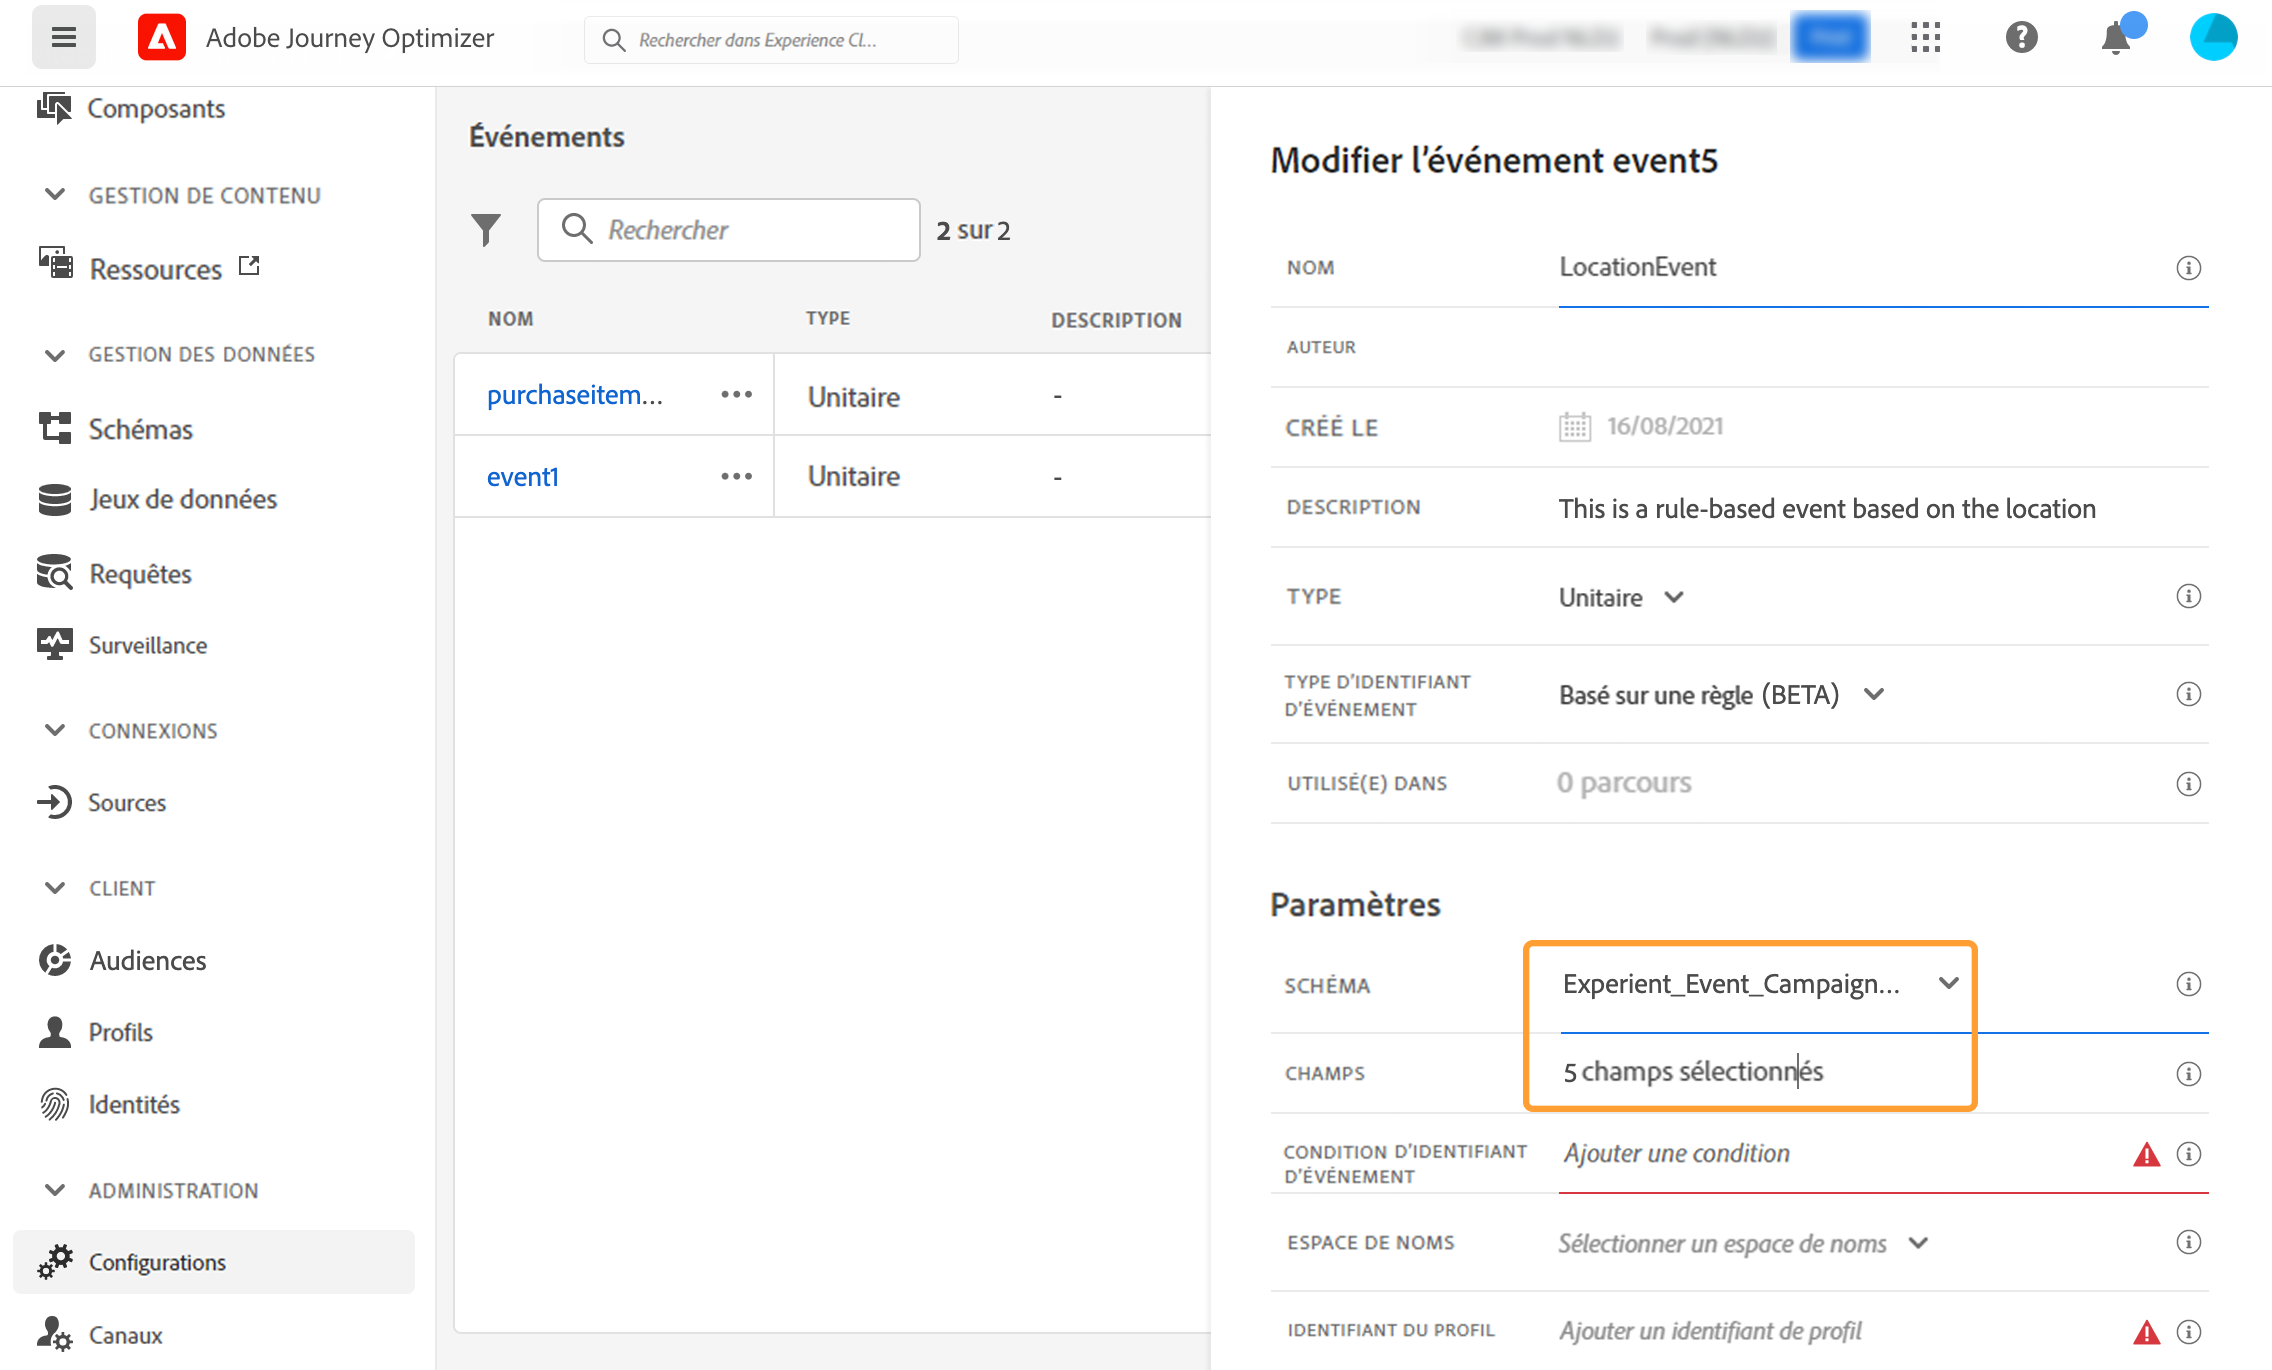 Adobe Journey Optimizer
Rechercher dans Experience Cl...
Composants
GESTION DE CONTENU
Ressources
GESTION DES DONNÉES
Schémas
Jeux de données
Requêtes
Surveillance
CONNEXIONS
Sources
CLIENT
Audiences
Profils
Identités
ADMINISTRATION
Configurations
Canaux
Événements
Rechercher
2 sur 2
NOM TYPE DESCRIPTION
purchaseitem... Unitaire -
event1 Unitaire -
Modifier l’événement event5
NOM LocationEvent
AUTEUR
CRÉÉ LE 16/08/2021
DESCRIPTION This is a rule-based event based on the location
TYPE Unitaire
TYPE D’IDENTIFIANT
D’ÉVÉNEMENT
Basé sur une règle (BETA)
UTILISÉ(E) DANS 0 parcours
Paramètres
SCHÉMA Experient_Event_Campaign...
CHAMPS 5 champs sélectionnés
CONDITION D’IDENTIFIANT
D’ÉVÉNEMENT
Ajouter une condition
ESPACE DE NOMS Sélectionner un espace de noms
IDENTIFIANT DU PROFIL Ajouter un identifiant de profil